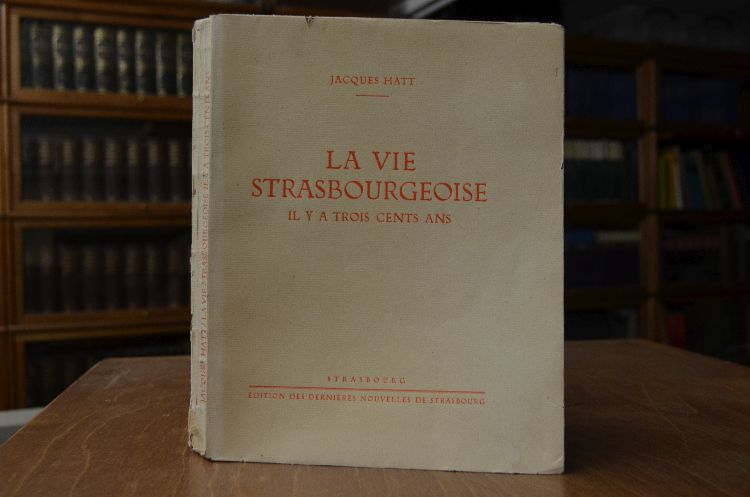 JACQUES HATT
LA VIE
STRASBOURGEOISE
IL Y A TROIS CENTS ANS
STRASBOURG
ÉDITION DES DERNIÈRES NOUVELLES DE STRASBOURG
JACQUES HATT / LA VIE STRASBOURGEOISE IL Y A TROIS CENTS ANS